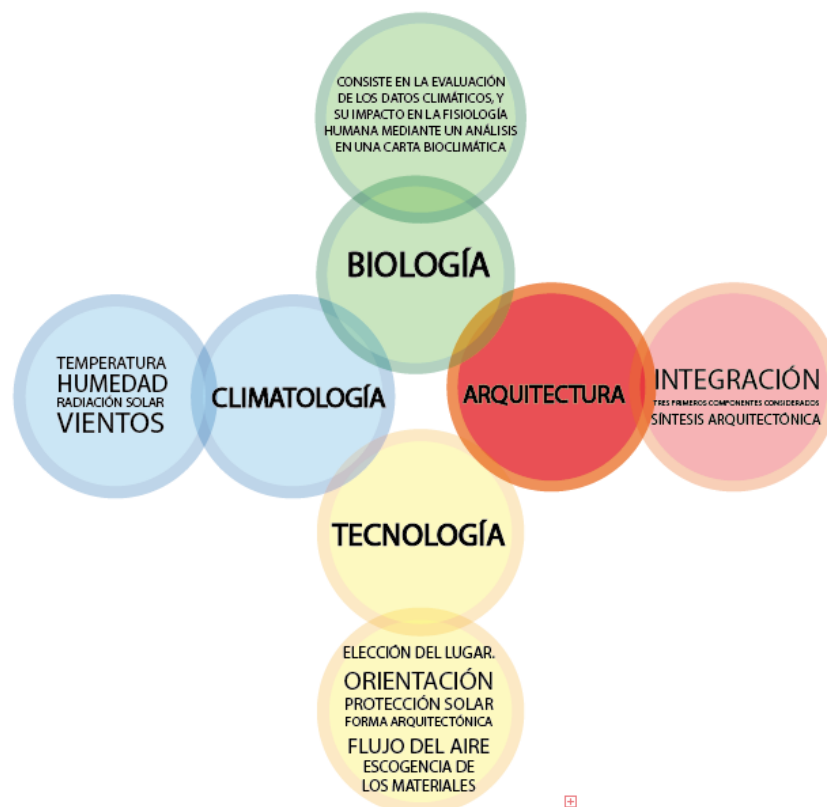 CONSISTE EN LA EVALUACIÓN
DE LOS DATOS CLIMÁTICOS, Y
SU IMPACTO EN LA FISIOLOGÍA
HUMANA MEDIANTE UN ANÁLISIS
EN UNA CARTA BIOCLIMÁTICA
BIOLOGÍA
TEMPERATURA
HUMEDAD
RADIACIÓN SOLAR
VIENTOS
CLIMATOLOGÍA
ARQUITECTURA
INTEGRACIÓN
TRES PRIMEROS COMPONENTES CONSIDERADOS
SÍNTESIS ARQUITECTÓNICA
TECNOLOGÍA
ELECCIÓN DEL LUGAR.
ORIENTACIÓN
PROTECCIÓN SOLAR
FORMA ARQUITECTÓNICA
FLUJO DEL AIRE
ESCOGENCIA DE
LOS MATERIALES